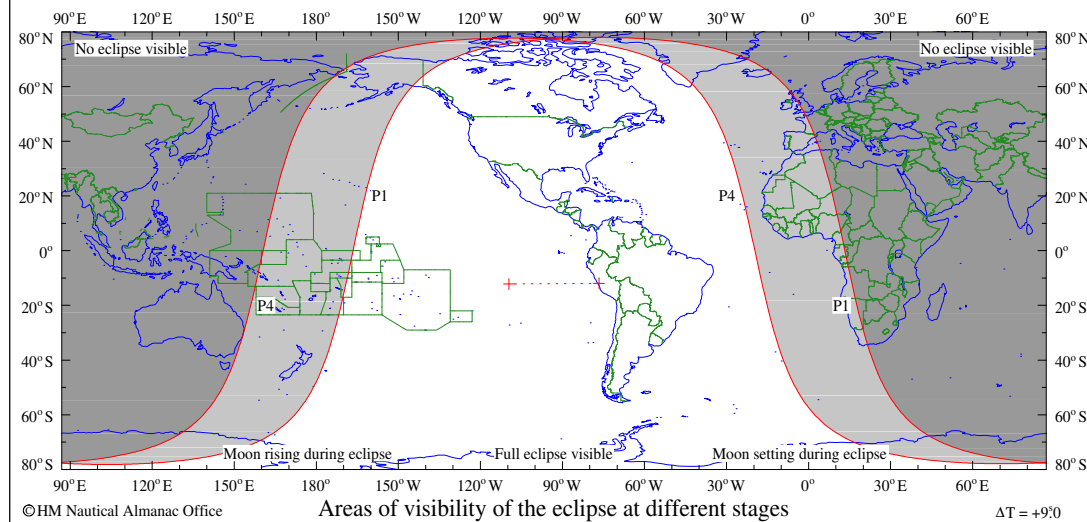 90° E 120° E 150° E 180° 150° W 120° W 90° W 60° W 30° W 0° 30° E 60° E
80° N 80° N
No eclipse visible No eclipse visible
60° N 60° N
40° N 40° N
20° N P1 P4 20° N
0° 0°
20° S P4 P1 20° S
40° S 40° S
60° S 60° S
Moon rising during eclipse Full eclipse visible Moon setting during eclipse
80° S 80° S
90° E 120° E 150° E 180° 150° W 120° W 90° W 60° W 30° W 0° 30° E 60° E
©HM Nautical Almanac Office Areas of visibility of the eclipse at different stages ΔT = +9ˢ.0